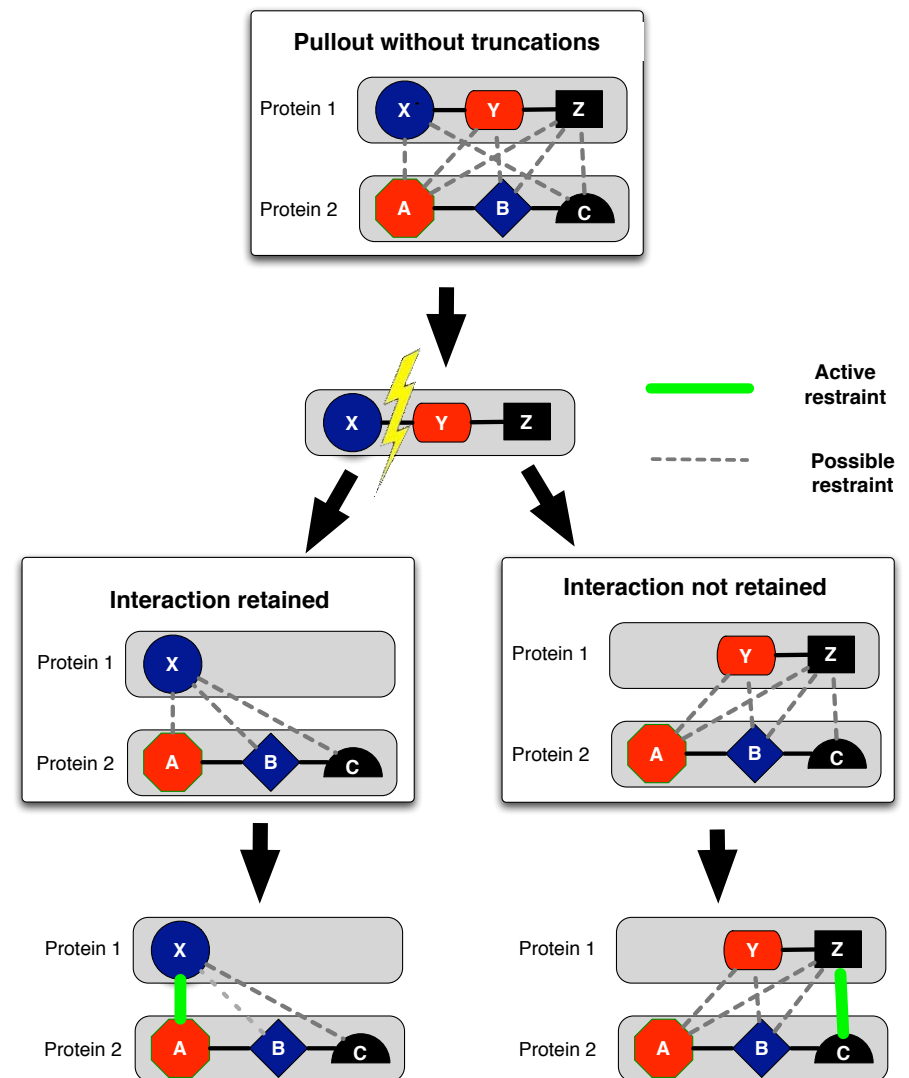 Pullout without truncations
Protein 1
X
Y
Z
Protein 2
A
B
C
X
Y
Z
Active
restraint
Possible
restraint
Interaction retained
Protein 1
X
Protein 2
A
B
C
Interaction not retained
Protein 1
Y
Z
Protein 2
A
B
C
Protein 1
X
Protein 2
A
B
C
Protein 1
Y
Z
Protein 2
A
B
C